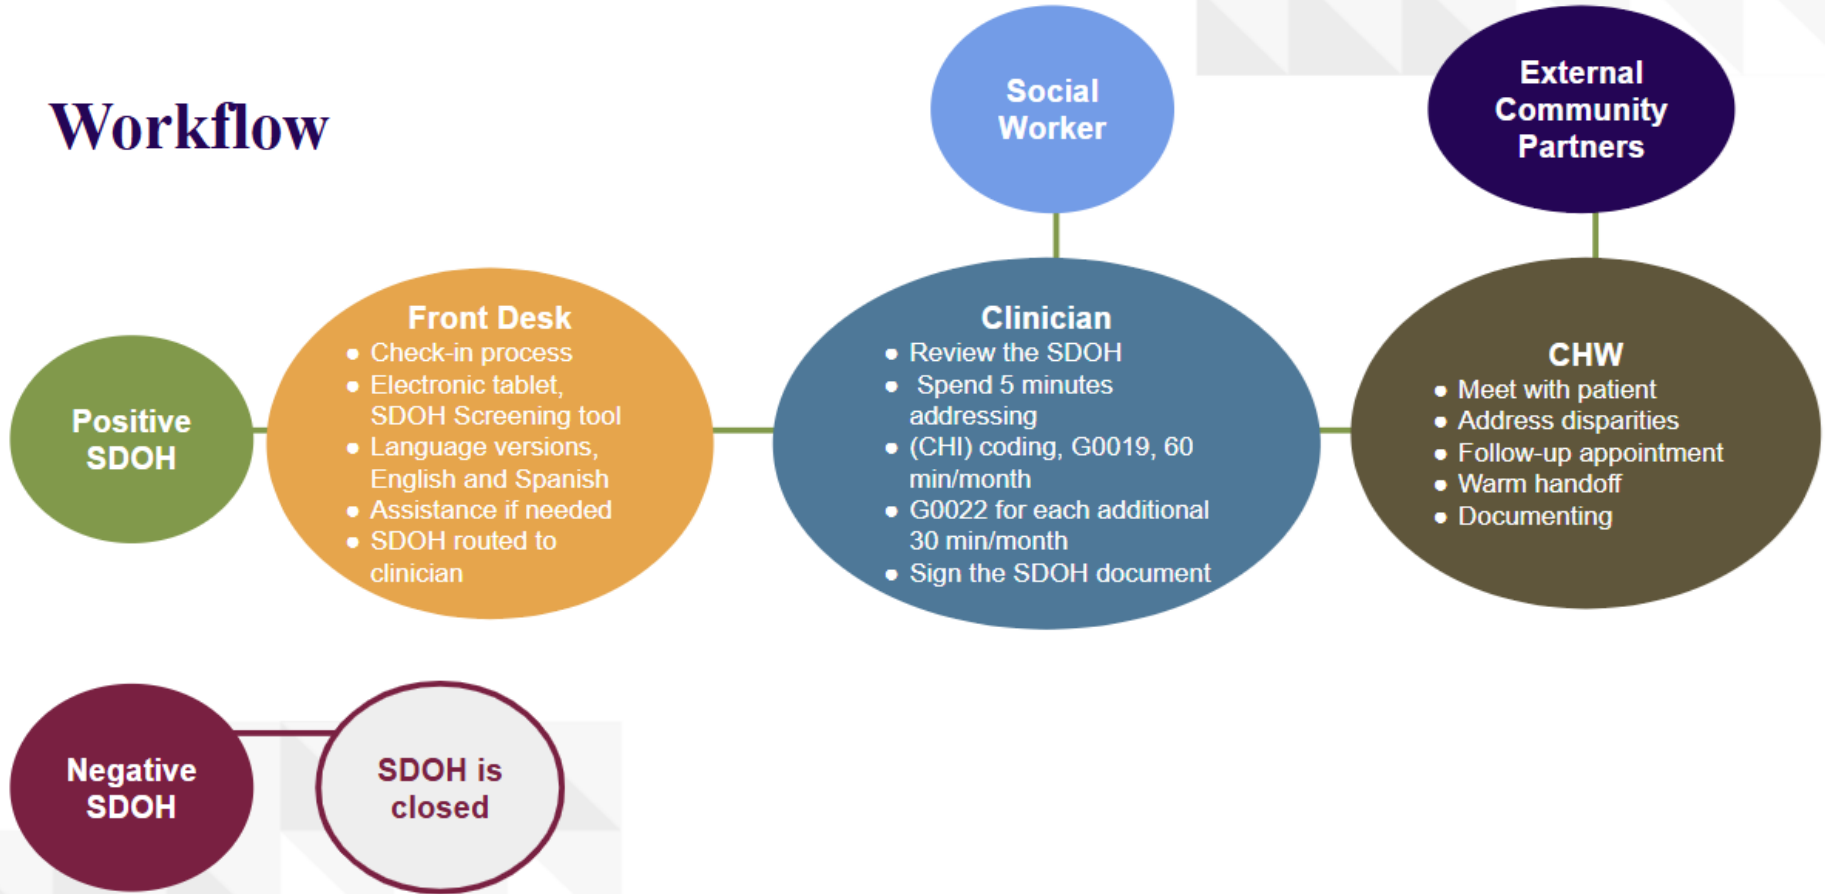 Workflow
Social
Worker
External
Community
Partners
Positive
SDOH
Front Desk
● Check-in process
● Electronic tablet,
SDOH Screening tool
● Language versions,
English and Spanish
● Assistance if needed
● SDOH routed to
clinician
Clinician
● Review the SDOH
● Spend 5 minutes
addressing
● (CHI) coding, G0019, 60
min/month
● G0022 for each additional
30 min/month
● Sign the SDOH document
CHW
● Meet with patient
● Address disparities
● Follow-up appointment
● Warm handoff
● Documenting
Negative
SDOH
SDOH is
closed